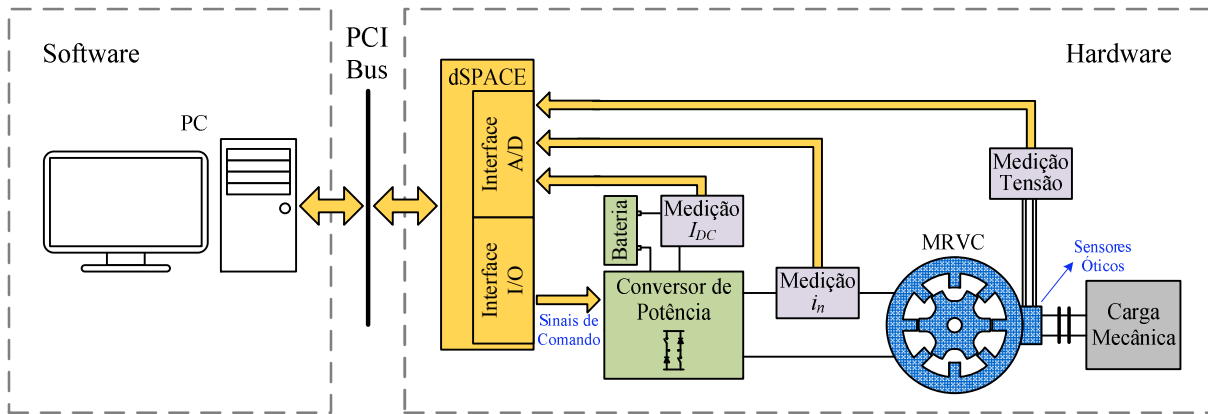 Software
PCI
Bus
Hardware
PC
dSPACE
Interface
A/D
Interface
I/O
Medição
Tensão
Bateria
Medição
I_DC
MRVC
Sensores
Óticos
Sinais de
Comando
Conversor de
Potência
Medição
i_n
Carga
Mecânica